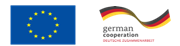 german
cooperation
DEUTSCHE ZUSAMMENARBEIT